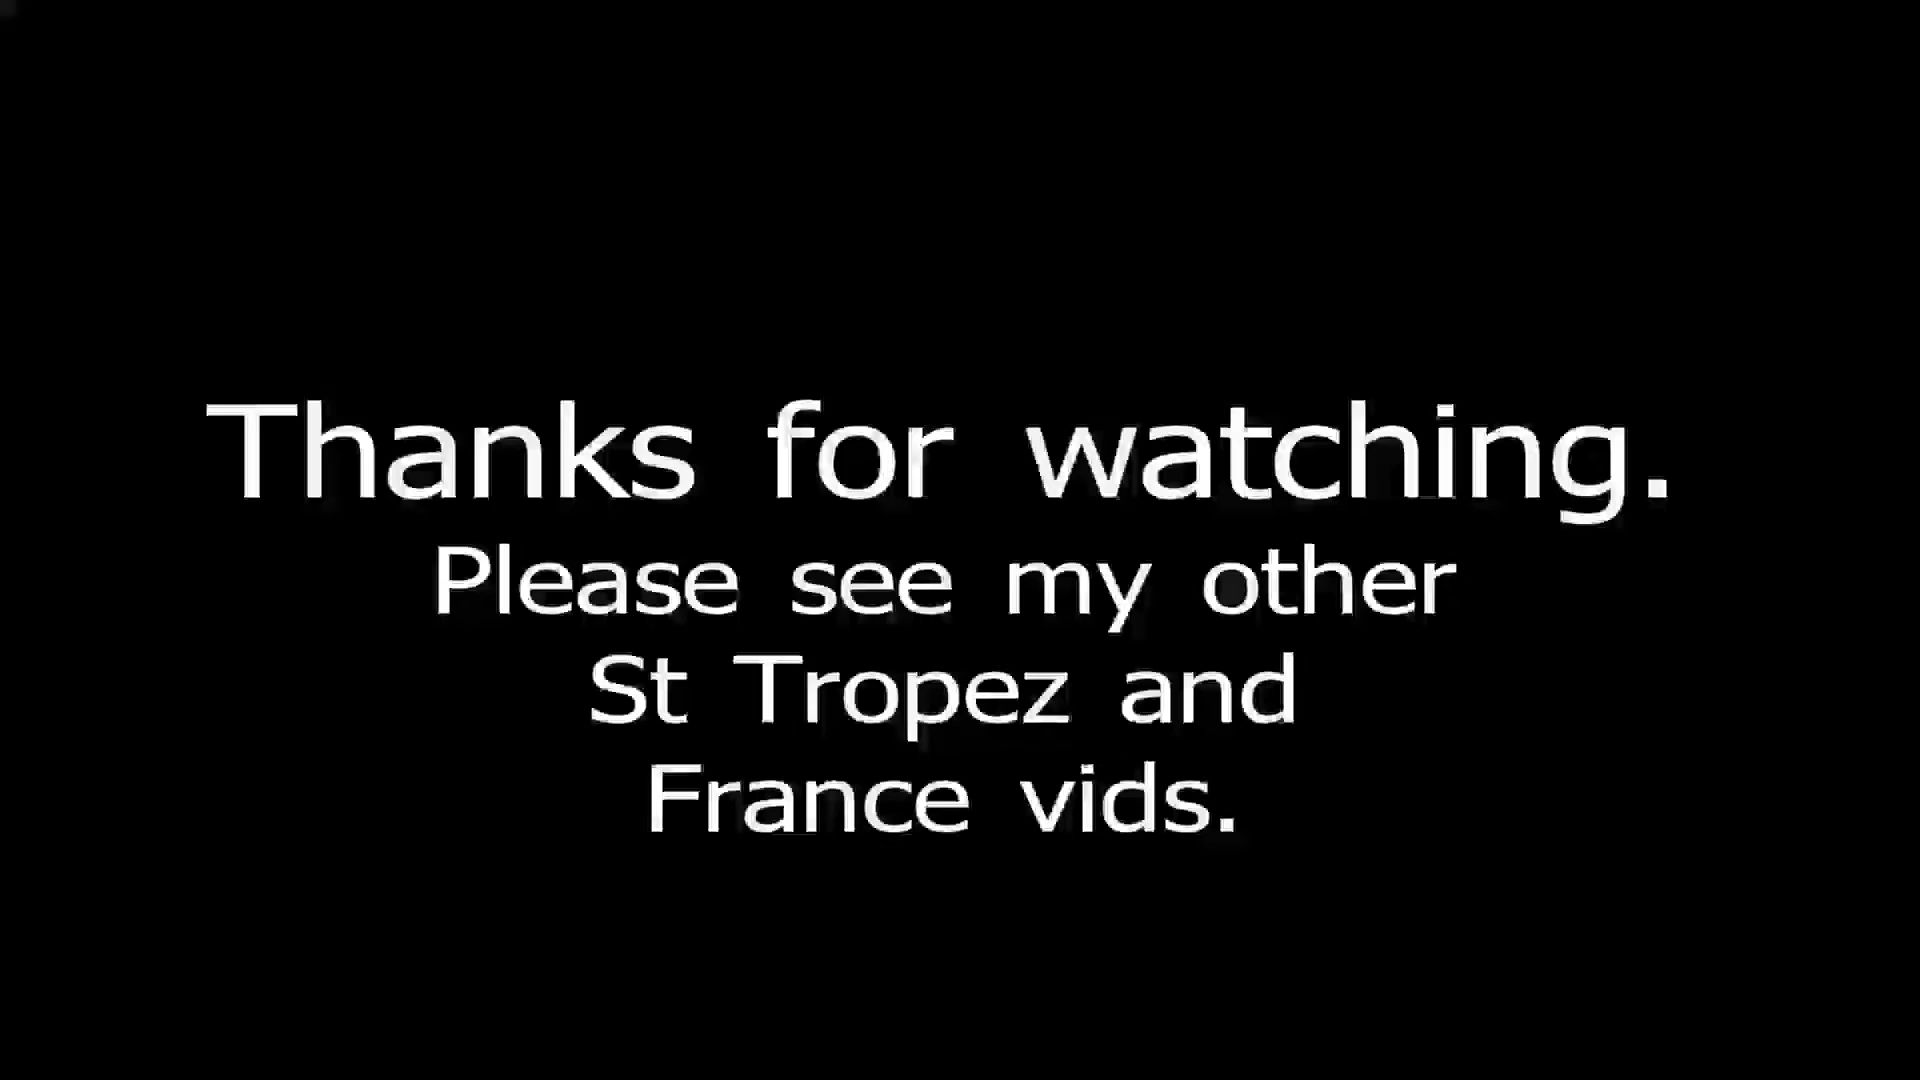 Thanks for watching.
Please see my other
St Tropez and
France vids.